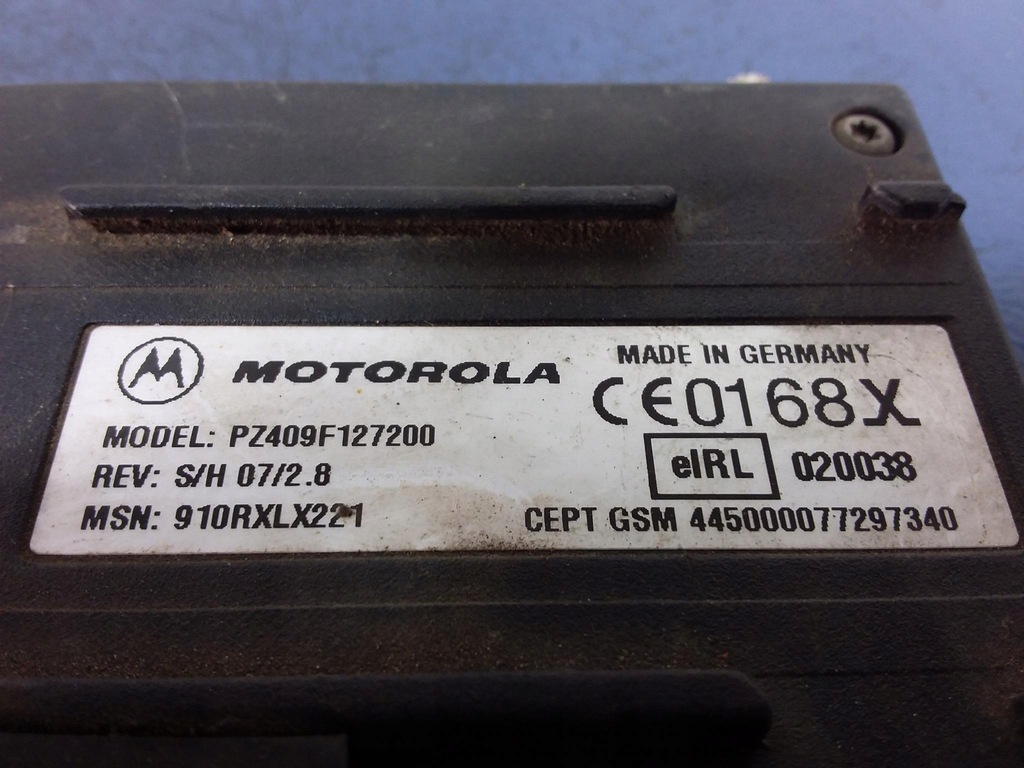 MOTOROLA
MODEL: PZ409F127200
REV: S/H 07/2.8
MSN: 910RXLX221
MADE IN GERMANY
CE0168X
eIRL 020038
CEPT GSM 445000077297340